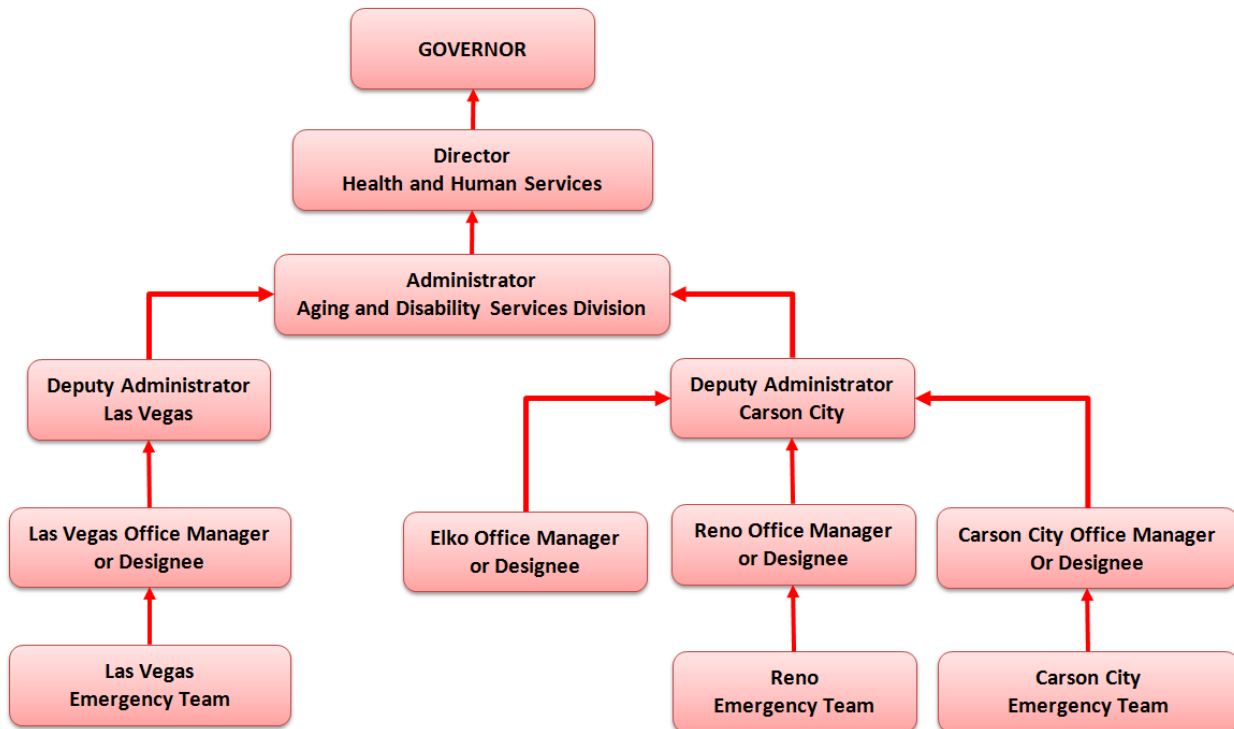 GOVERNOR
Director
Health and Human Services
Administrator
Aging and Disability Services Division
Deputy Administrator
Las Vegas
Deputy Administrator
Carson City
Las Vegas Office Manager
or Designee
Elko Office Manager
or Designee
Reno Office Manager
or Designee
Carson City Office Manager
Or Designee
Las Vegas
Emergency Team
Reno
Emergency Team
Carson City
Emergency Team